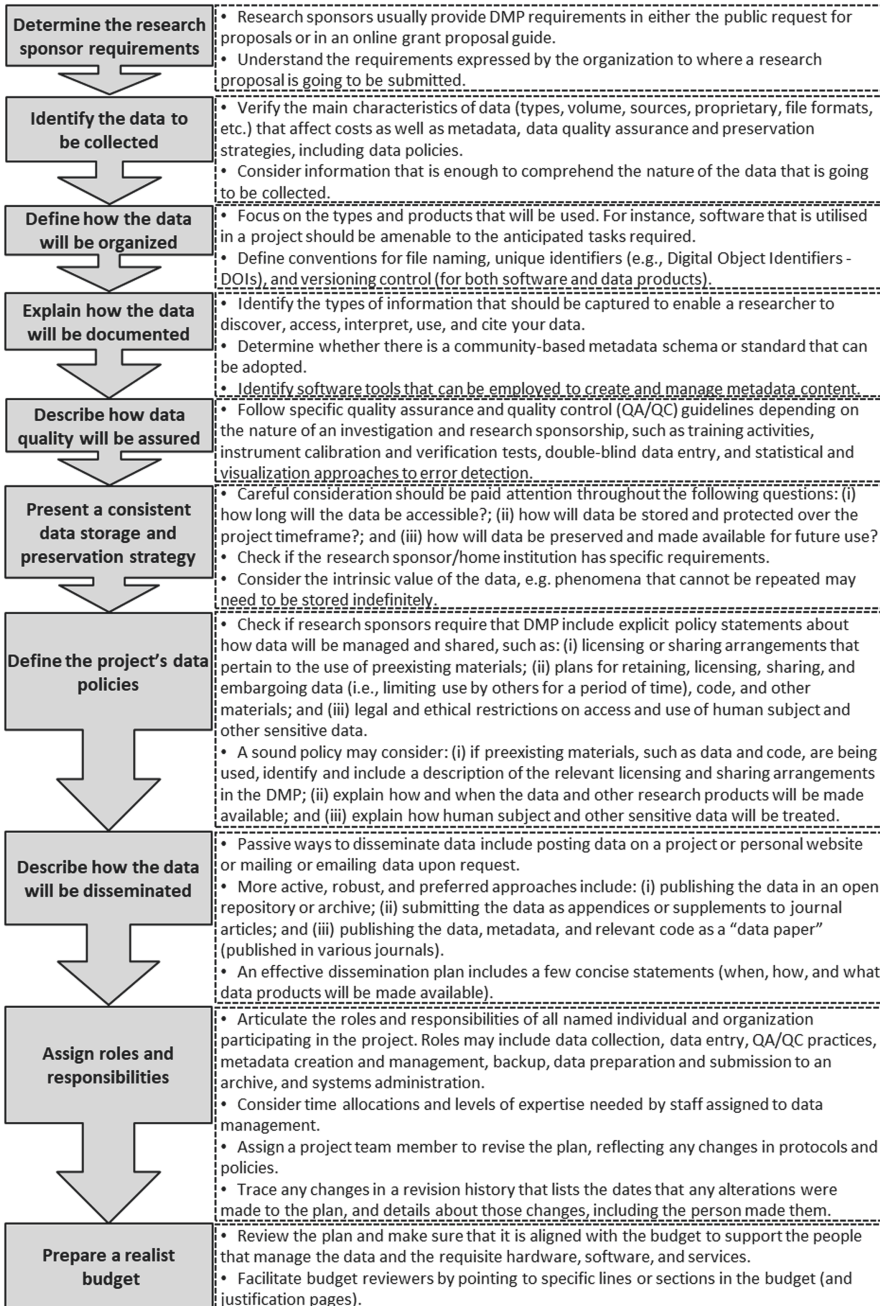 Determine the research
sponsor requirements
• Research sponsors usually provide DMP requirements in either the public request for
proposals or in an online grant proposal guide.
• Understand the requirements expressed by the organization to where a research
proposal is going to be submitted.
Identify the data to
be collected
• Verify the main characteristics of data (types, volume, sources, proprietary, file formats,
etc.) that affect costs as well as metadata, data quality assurance and preservation
strategies, including data policies.
• Consider information that is enough to comprehend the nature of the data that is going
to be collected.
Define how the data
will be organized
• Focus on the types and products that will be used. For instance, software that is utilised
in a project should be amenable to the anticipated tasks required.
• Define conventions for file naming, unique identifiers (e.g., Digital Object Identifiers -
DOIs), and versioning control (for both software and data products).
Explain how the data
will be documented
• Identify the types of information that should be captured to enable a researcher to
discover, access, interpret, use, and cite your data.
• Determine whether there is a community-based metadata schema or standard that can
be adopted.
• Identify software tools that can be employed to create and manage metadata content.
Describe how data
quality will be assured
• Follow specific quality assurance and quality control (QA/QC) guidelines depending on
the nature of an investigation and research sponsorship, such as training activities,
instrument calibration and verification tests, double-blind data entry, and statistical and
visualization approaches to error detection.
Present a consistent
data storage and
preservation strategy
• Careful consideration should be paid attention throughout the following questions: (i)
how long will the data be accessible?; (ii) how will data be stored and protected over the
project timeframe?; and (iii) how will data be preserved and made available for future use?
• Check if the research sponsor/home institution has specific requirements.
• Consider the intrinsic value of the data, e.g. phenomena that cannot be repeated may
need to be stored indefinitely.
Define the project's data
policies
• Check if research sponsors require that DMP include explicit policy statements about
how data will be managed and shared, such as: (i) licensing or sharing arrangements that
pertain to the use of preexisting materials; (ii) plans for retaining, licensing, sharing, and
embargoing data (i.e., limiting use by others for a period of time), code, and other
materials; and (iii) legal and ethical restrictions on access and use of human subject and
other sensitive data.
• A sound policy may consider: (i) if preexisting materials, such as data and code, are being
used, identify and include a description of the relevant licensing and sharing arrangements
in the DMP; (ii) explain how and when the data and other research products will be made
available; and (iii) explain how human subject and other sensitive data will be treated.
Describe how the data
will be disseminated
• Passive ways to disseminate data include posting data on a project or personal website
or mailing or emailing data upon request.
• More active, robust, and preferred approaches include: (i) publishing the data in an open
repository or archive; (ii) submitting the data as appendices or supplements to journal
articles; and (iii) publishing the data, metadata, and relevant code as a “data paper”
(published in various journals).
• An effective dissemination plan includes a few concise statements (when, how, and what
data products will be made available).
Assign roles and
responsibilities
• Articulate the roles and responsibilities of all named individual and organization
participating in the project. Roles may include data collection, data entry, QA/QC practices,
metadata creation and management, backup, data preparation and submission to an
archive, and systems administration.
• Consider time allocations and levels of expertise needed by staff assigned to data
management.
• Assign a project team member to revise the plan, reflecting any changes in protocols and
policies.
• Trace any changes in a revision history that lists the dates that any alterations were
made to the plan, and details about those changes, including the person made them.
Prepare a realist
budget
• Review the plan and make sure that it is aligned with the budget to support the people
that manage the data and the requisite hardware, software, and services.
• Facilitate budget reviewers by pointing to specific lines or sections in the budget (and
justification pages).